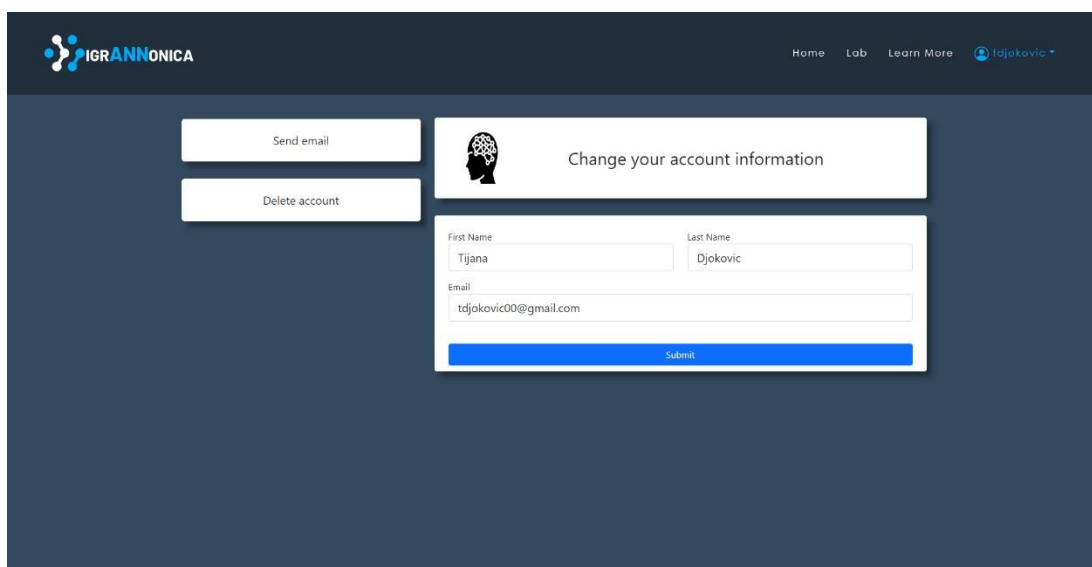 IGRANNONICA
Home Lab Learn More tdjokovic
Send email
Delete account
Change your account information
First Name Last Name
Tijana Djokovic
Email
tdjokovic00@gmail.com
Submit